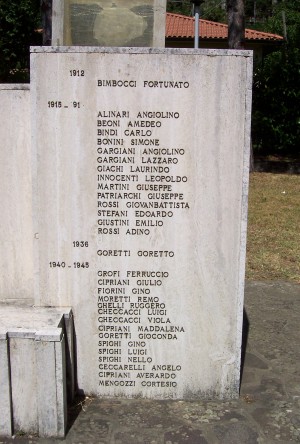 1912
BIMBOCCI FORTUNATO
1915 - 91
ALINARI ANGIOLINO
BEONI AMEDEO
BINDI CARLO
BONINI SIMONE
GARGIANI ANGIOLINO
GARGIANI LAZZARO
GIACHI LAURINDO
INNOCENTI LEOPOLDO
MARTINI GIUSEPPE
PATRIARCHI GIUSEPPE
ROSSI GIOVANBATTISTA
STEFANI EDOARDO
GIUSTINI EMILIO
ROSSI ADINO
1936
GORETTI GORETTO
1940 - 1945
GROFI FERRUCCIO
CIPRIANI GIULIO
FIORINI GINO
MORETTI REMO
GHELLI RUGGERO
CHECCACCI LUIGI
CHECCACCI VIOLA
CIPRIANI MADDALENA
GORETTI GIOCONDA
SPIGHI GINO
SPIGHI LUIGI
SPIGHI NELLO
CECCARELLI ANGELO
CIPRIANI AVERARDO
MENGOZZI CORTESIO